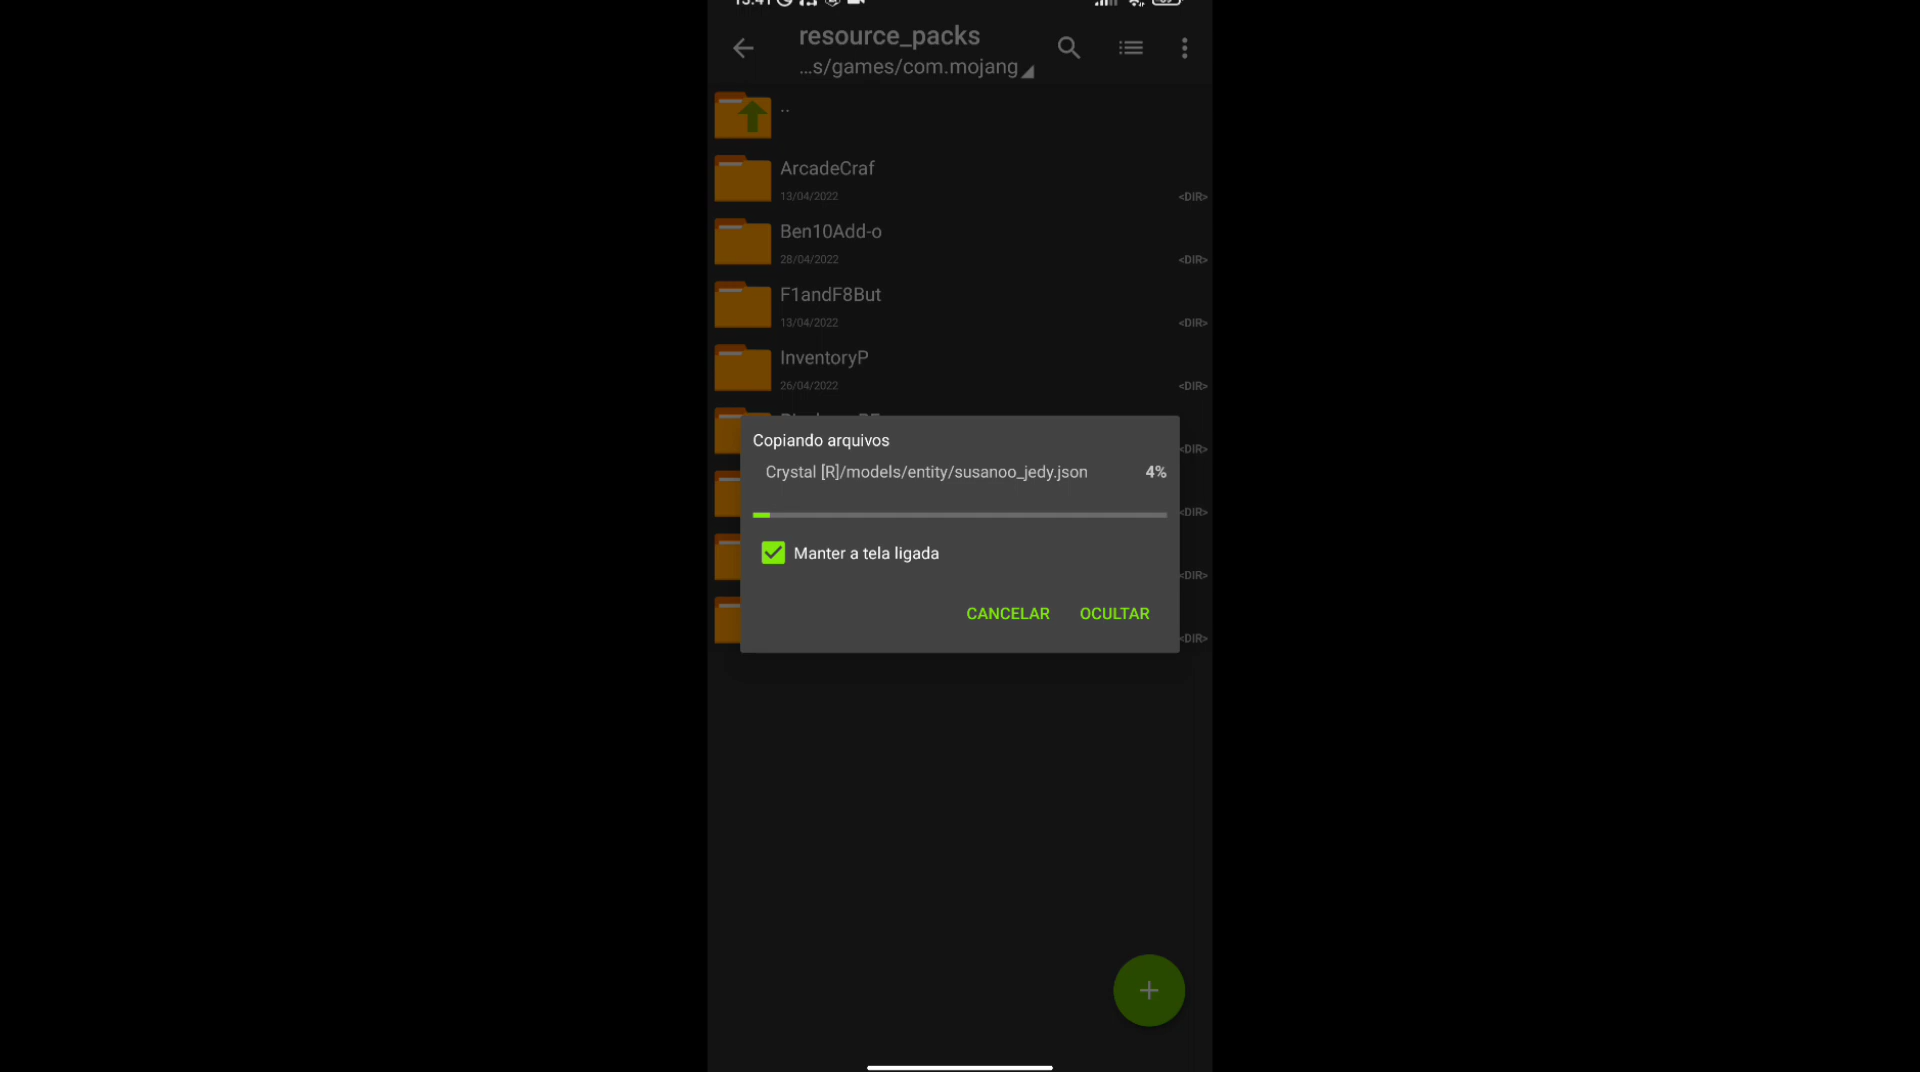 resource_packs
...s/games/com.mojang
..
ArcadeCraf
13/04/2022
<DIR>
Ben10Add-o
28/04/2022
<DIR>
F1andF8But
13/04/2022
<DIR>
InventoryP
26/04/2022
<DIR>
<DIR>
Copiando arquivos
Crystal [R]/models/entity/susanoo_jedy.json 4%
<DIR>
Manter a tela ligada
<DIR>
CANCELAR OCULTAR
<DIR>